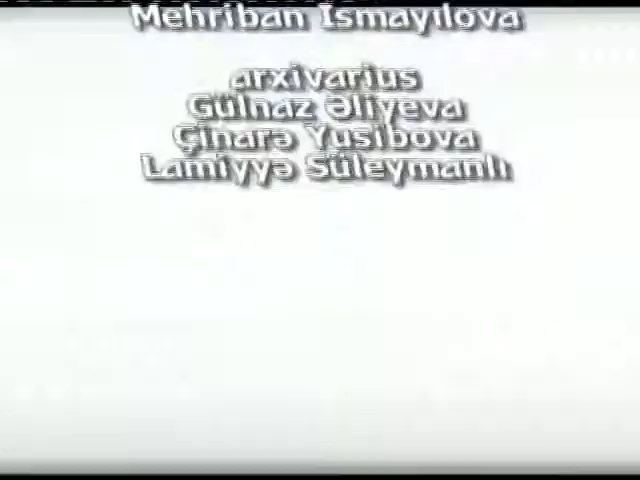 Mehriban İsmayılova
arxivarius
Gülnaz Əliyeva
Çinarə Yusibova
Lamiyyə Süleymanlı